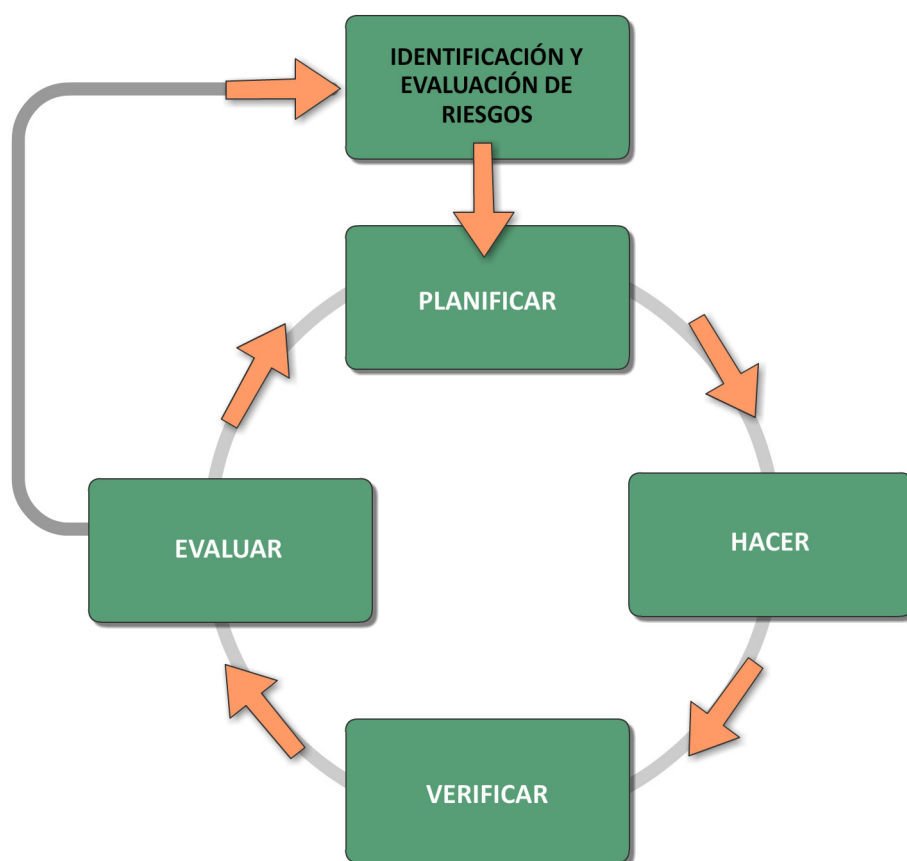 IDENTIFICACIÓN Y
EVALUACIÓN DE
RIESGOS
PLANIFICAR
HACER
EVALUAR
VERIFICAR